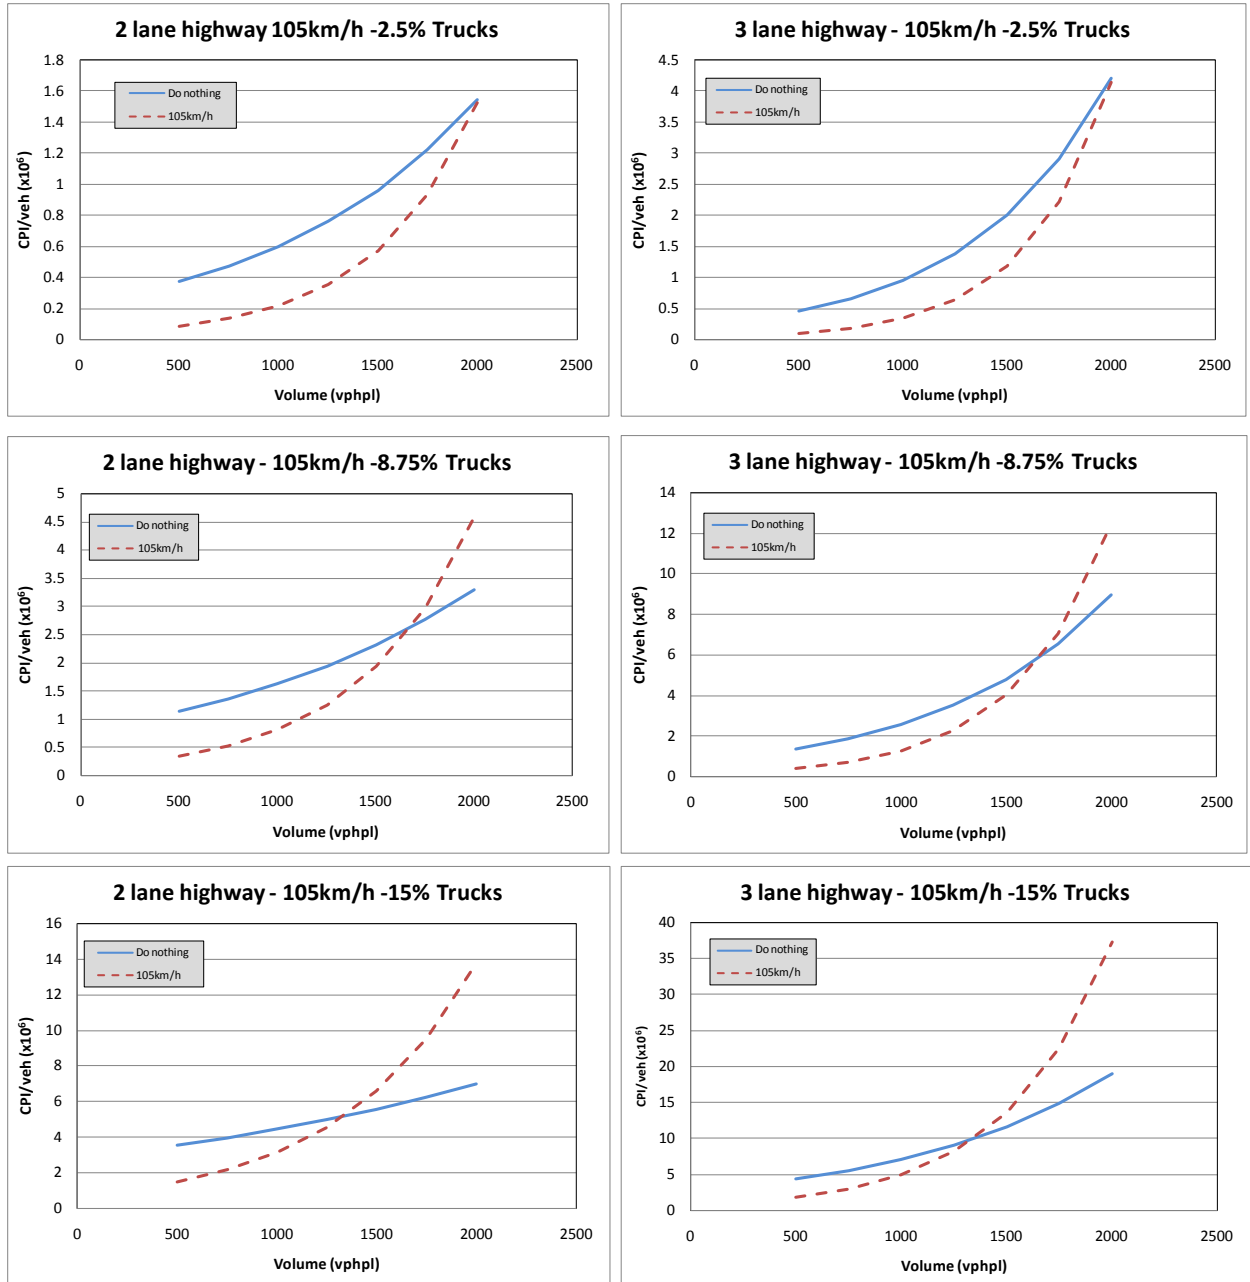 2 lane highway 105km/h -2.5% Trucks
CPI/veh (x10⁶)
1.8
1.6
1.4
1.2
1
0.8
0.6
0.4
0.2
0
Do nothing
105km/h
0 500 1000 1500 2000 2500
Volume (vphpl)
3 lane highway - 105km/h -2.5% Trucks
CPI/veh (x10⁶)
4.5
4
3.5
3
2.5
2
1.5
1
0.5
0
Do nothing
105km/h
0 500 1000 1500 2000 2500
Volume (vphpl)
2 lane highway - 105km/h -8.75% Trucks
CPI/veh (x10⁶)
5
4.5
4
3.5
3
2.5
2
1.5
1
0.5
0
Do nothing
105km/h
0 500 1000 1500 2000 2500
Volume (vphpl)
3 lane highway - 105km/h -8.75% Trucks
CPI/veh (x10⁶)
14
12
10
8
6
4
2
0
Do nothing
105km/h
0 500 1000 1500 2000 2500
Volume (vphpl)
2 lane highway - 105km/h -15% Trucks
CPI/veh (x10⁶)
16
14
12
10
8
6
4
2
0
Do nothing
105km/h
0 500 1000 1500 2000 2500
Volume (vphpl)
3 lane highway - 105km/h -15% Trucks
CPI/veh (x10⁶)
40
35
30
25
20
15
10
5
0
Do nothing
105km/h
0 500 1000 1500 2000 2500
Volume (vphpl)